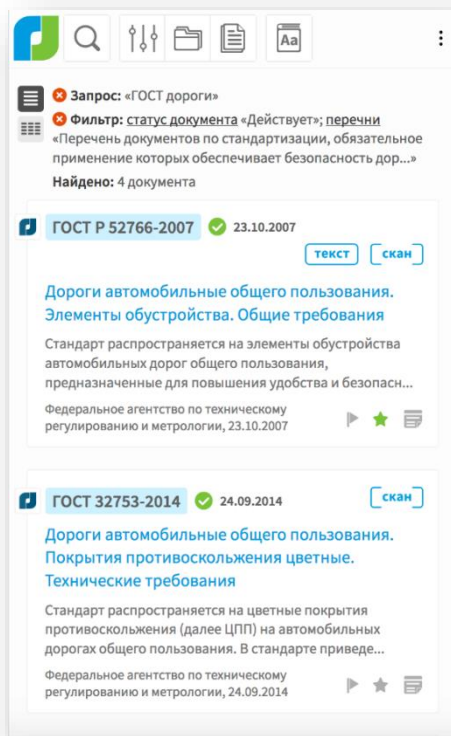 Aa
Запрос: «ГОСТ дороги»
Фильтр: статус документа «Действует»; перечни
«Перечень документов по стандартизации, обязательное
применение которых обеспечивает безопасность дор...»
Найдено: 4 документа
ГОСТ Р 52766-2007 23.10.2007
текст скан
Дороги автомобильные общего пользования.
Элементы обустройства. Общие требования
Стандарт распространяется на элементы обустройства
автомобильных дорог общего пользования,
предназначенные для повышения удобства и безопасн...
Федеральное агентство по техническому
регулированию и метрологии, 23.10.2007
ГОСТ 32753-2014 24.09.2014 скан
Дороги автомобильные общего пользования.
Покрытия противоскольжения цветные.
Технические требования
Стандарт распространяется на цветные покрытия
противоскольжения (далее ЦПП) на автомобильных
дорогах общего пользования. В стандарте приведе...
Федеральное агентство по техническому
регулированию и метрологии, 24.09.2014